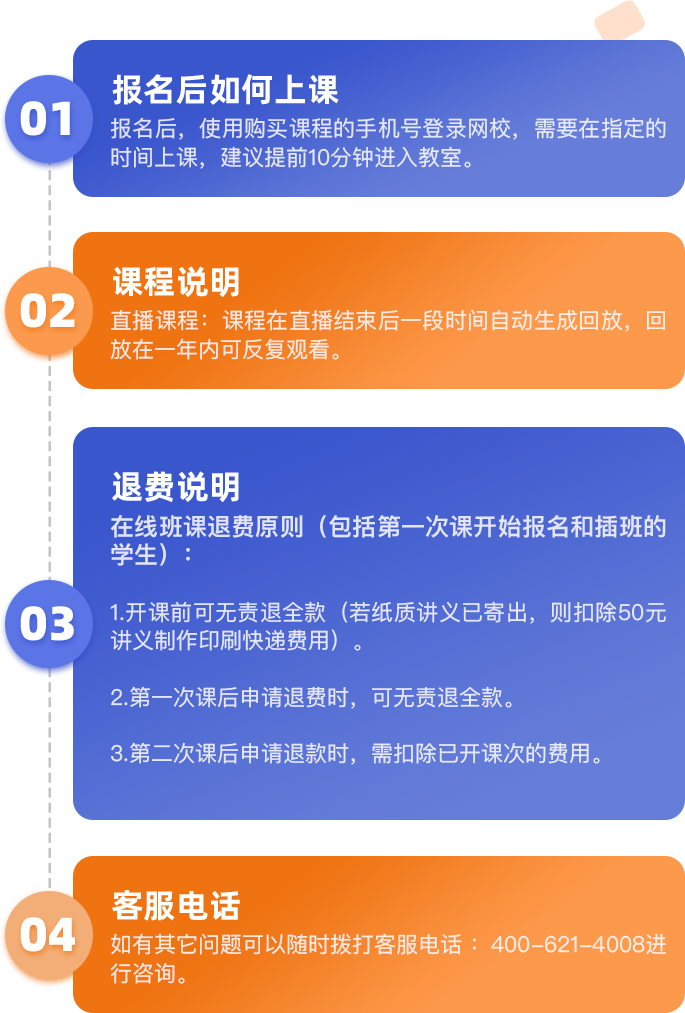 01
报名后如何上课
报名后，使用购买课程的手机号登录网校，需要在指定的
时间上课，建议提前10分钟进入教室。
02
课程说明
直播课程：课程在直播结束后一段时间自动生成回放，回
放在一年内可反复观看。
03
退费说明
在线班课退费原则（包括第一次课开始报名和插班的
学生）：
1.开课前可无责退全款（若纸质讲义已寄出，则扣除50元
讲义制作印刷快递费用）。
2.第一次课后申请退费时，可无责退全款。
3.第二次课后申请退款时，需扣除已开课次的费用。
04
客服电话
如有其它问题可以随时拨打客服电话 ：400-621-4008进
行咨询。